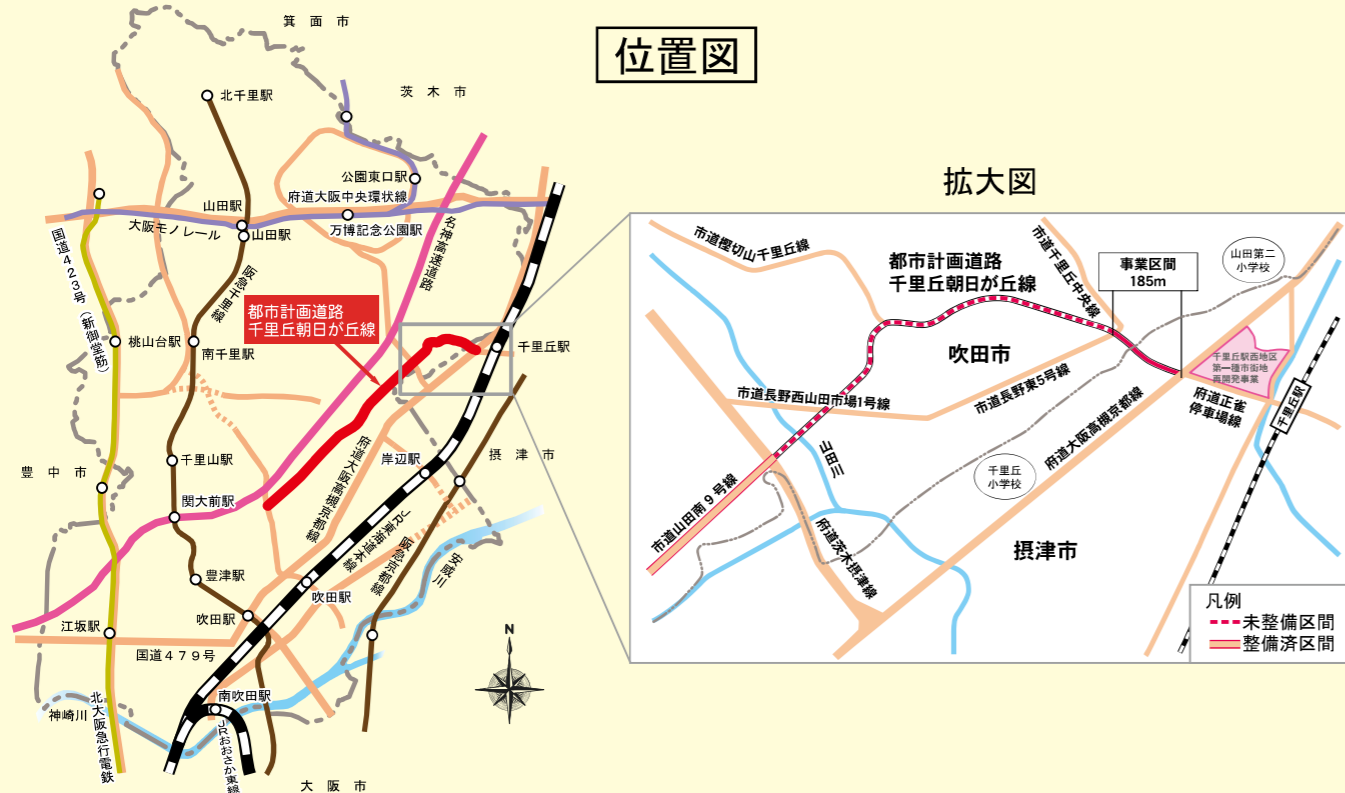 位置図
箕面市
茨木市
北千里駅
公園東口駅
府道大阪中央環状線
山田駅
大阪モノレール
山田駅
万博記念公園駅
名神高速道路
国道423号(新御堂筋)
阪急千里線
都市計画道路
千里丘朝日が丘線
桃山台駅
南千里駅
千里丘駅
豊中市
千里山駅
関大前駅
府道大阪高槻京都線
岸辺駅
摂津市
JR東海道本線
阪急京都線
安威川
豊津駅
吹田駅
吹田駅
江坂駅
国道479号
N
南吹田駅
神崎川
北大阪急行電鉄
JRおおさか東線
大阪市
拡大図
市道樫切山千里丘線
都市計画道路
千里丘朝日が丘線
市道千里丘中央線
事業区間
185m
山田第二
小学校
吹田市
千里丘駅西地区
第一種市街地
再開発事業
市道長野西山田市場1号線
市道長野東5号線
府道正雀
停車場線
千里丘駅
府道大阪高槻京都線
山田川
千里丘
小学校
市道山田南9号線
府道茨木摂津線
摂津市
凡例
未整備区間
整備済区間